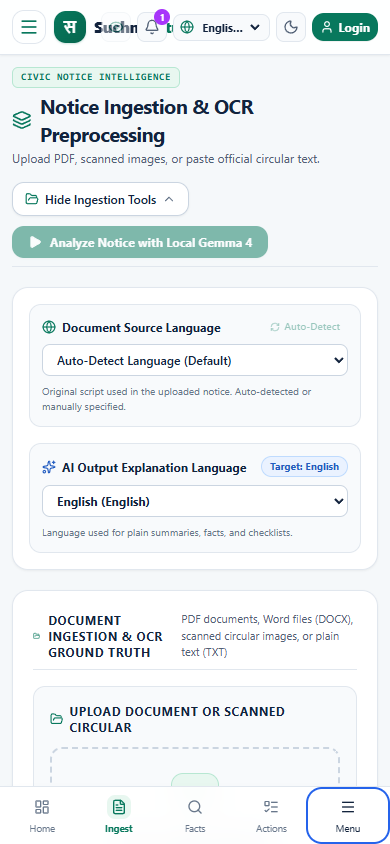 स
1
Englis...
Login
CIVIC NOTICE INTELLIGENCE
Notice Ingestion & OCR
Preprocessing
Upload PDF, scanned images, or paste official circular text.
Hide Ingestion Tools
Analyze Notice with Local Gemma 4
Document Source Language
Auto-Detect
Auto-Detect Language (Default)
Original script used in the uploaded notice. Auto-detected or
manually specified.
AI Output Explanation Language
Target: English
English (English)
Language used for plain summaries, facts, and checklists.
DOCUMENT
INGESTION & OCR
GROUND TRUTH
PDF documents, Word files (DOCX),
scanned circular images, or plain
text (TXT)
UPLOAD DOCUMENT OR SCANNED
CIRCULAR
Home
Ingest
Facts
Actions
Menu